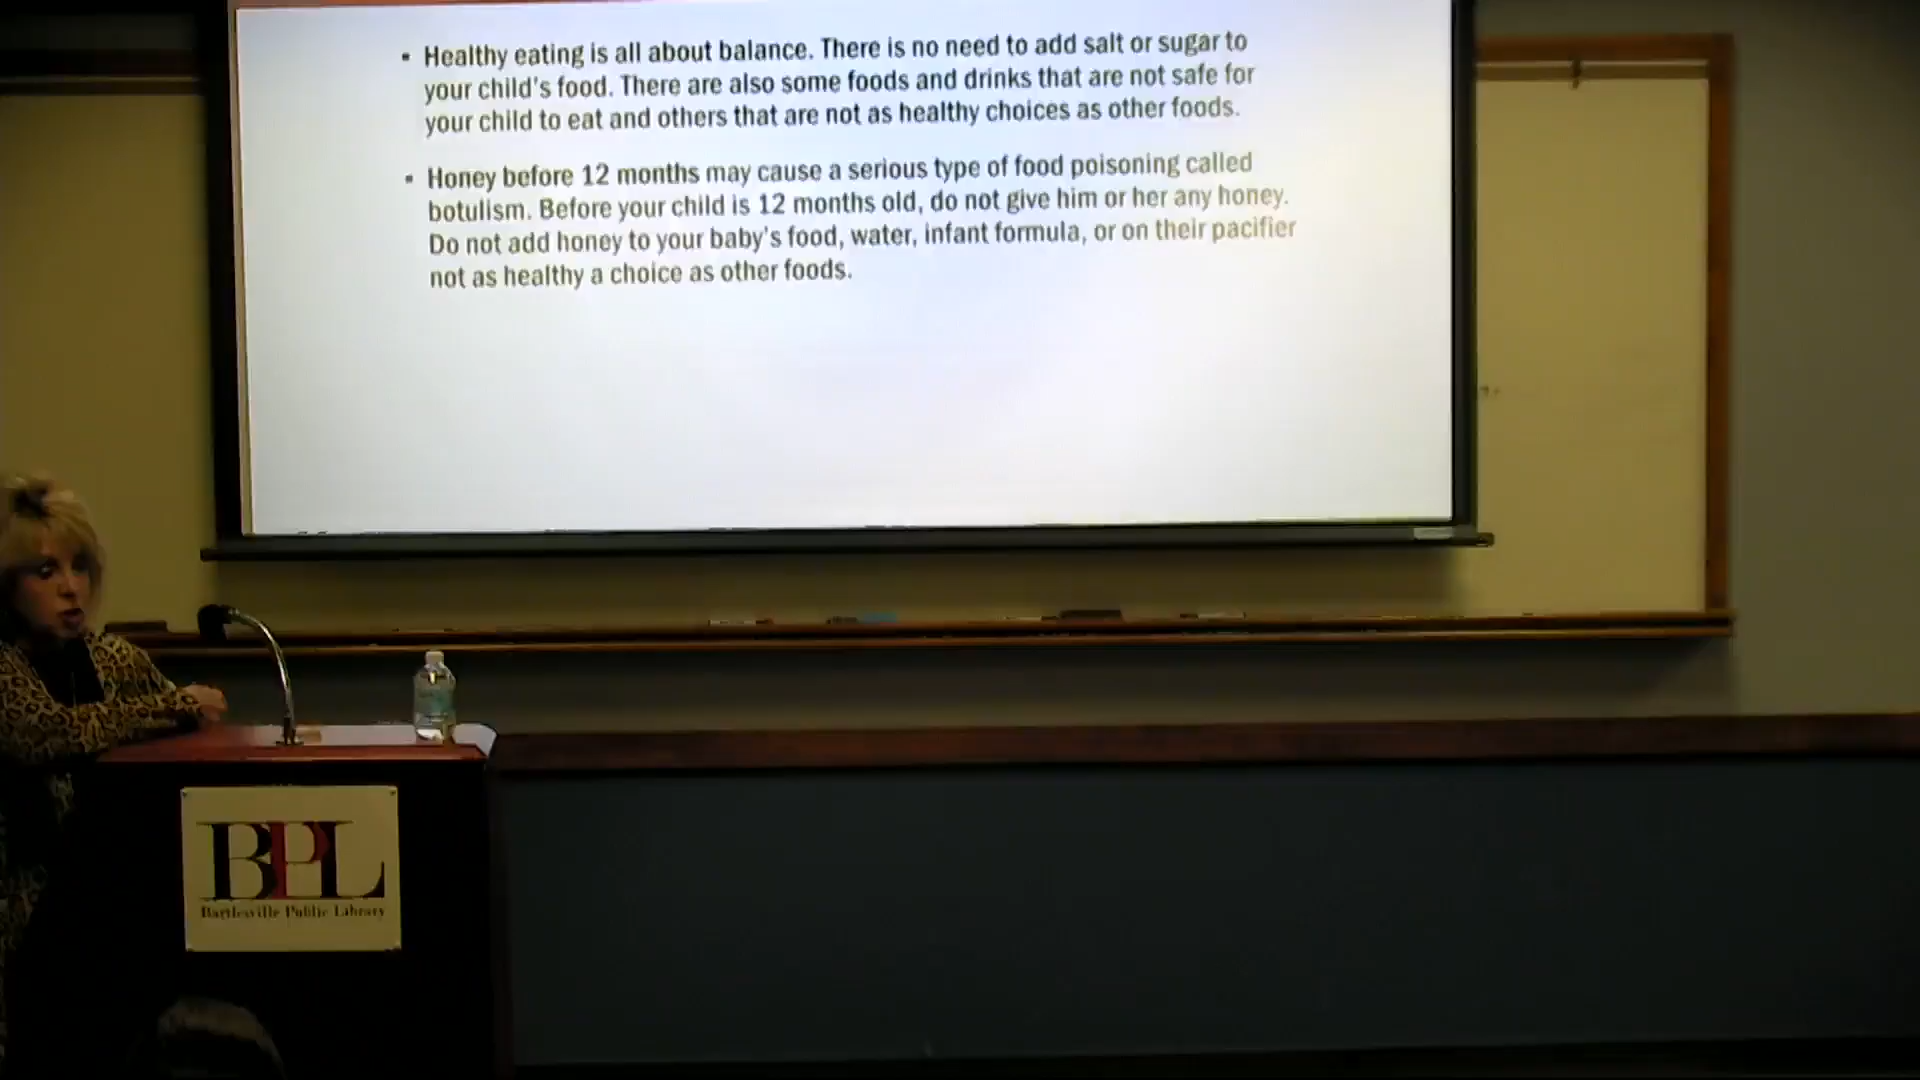 ▪ Healthy eating is all about balance. There is no need to add salt or sugar to
your child's food. There are also some foods and drinks that are not safe for
your child to eat and others that are not as healthy choices as other foods.
▪ Honey before 12 months may cause a serious type of food poisoning called
botulism. Before your child is 12 months old, do not give him or her any honey.
Do not add honey to your baby's food, water, infant formula, or on their pacifier
not as healthy a choice as other foods.
BPL
Bartlesville Public Library